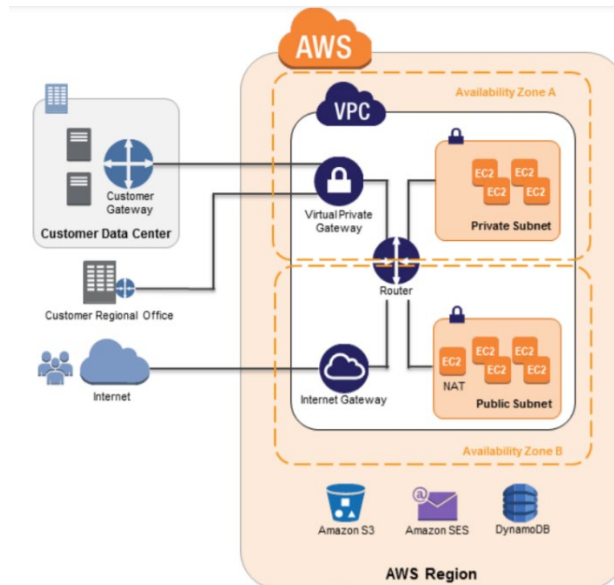 AWS
Availability Zone A
VPC
Customer
Gateway
Customer Data Center
Virtual Private
Gateway
EC2
EC2
EC2
EC2
Private Subnet
Customer Regional Office
Router
Internet
Internet Gateway
EC2
NAT
EC2
EC2
EC2
EC2
Public Subnet
Availability Zone B
@
Amazon S3
Amazon SES
DynamoDB
AWS Region